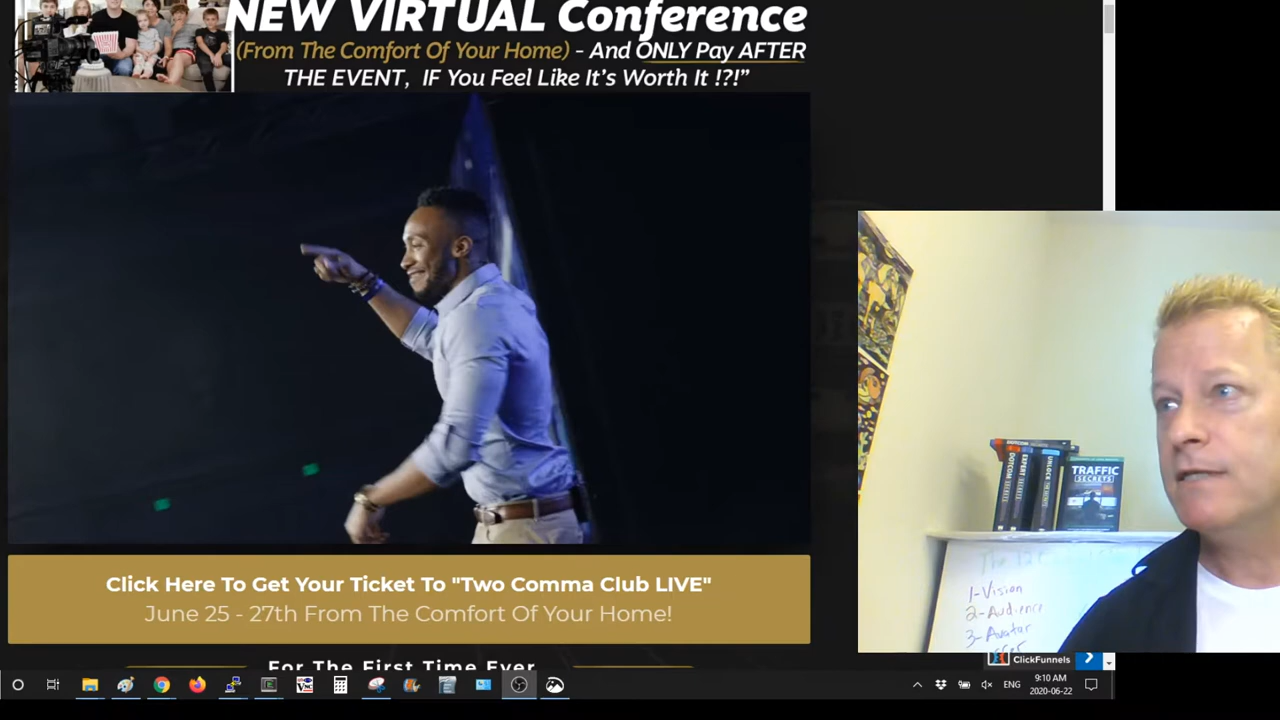 NEW VIRTUAL Conference
(From The Comfort Of Your Home) - And ONLY Pay AFTER
THE EVENT, IF You Feel Like It's Worth It !?!"
Click Here To Get Your Ticket To "Two Comma Club LIVE"
June 25 - 27th From The Comfort Of Your Home!
For The First Time Ever
DOTCOM
EXPERT
UNLOCK
TRAFFIC
SECRETS
1-Vision
2-Audience
3-Avatar
ClickFunnels
ENG
9:10 AM
2020-06-22